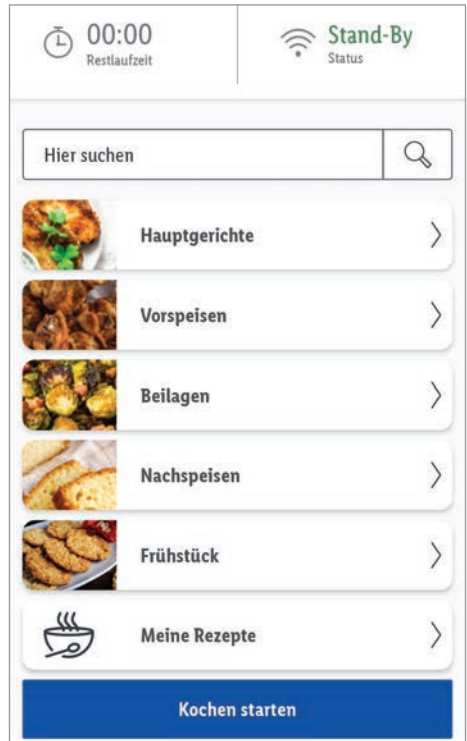 00:00
Restlaufzeit
Stand-By
Status
Hier suchen
Hauptgerichte
Vorspeisen
Beilagen
Nachspeisen
Frühstück
Meine Rezepte
Kochen starten